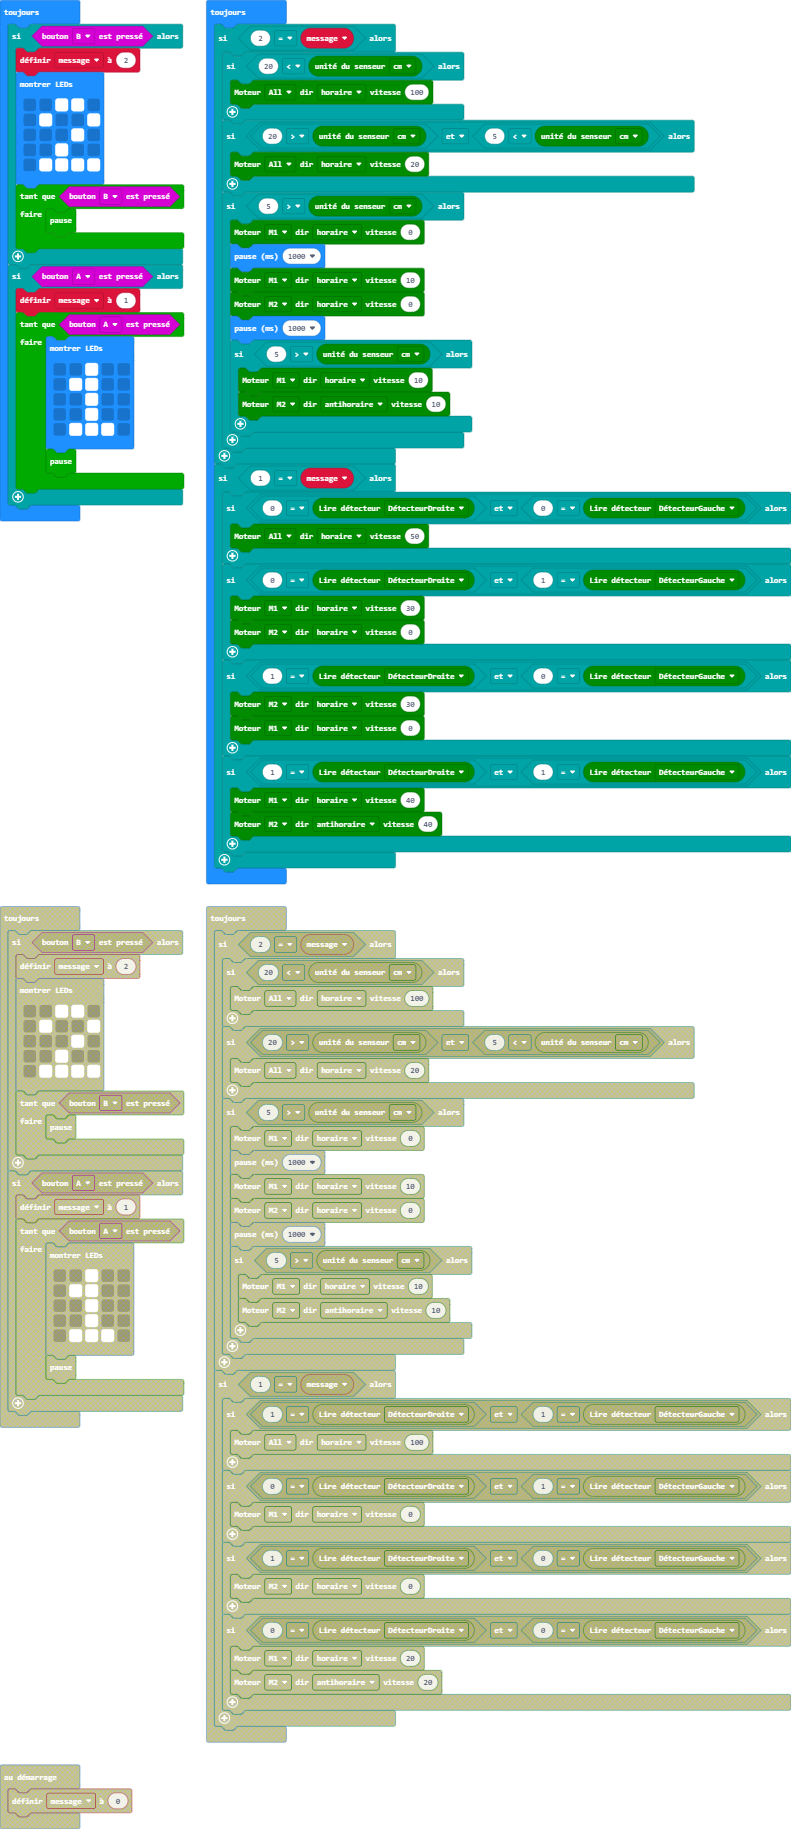 toujours
si bouton B est pressé alors
définir message à 2
montrer LEDs
tant que bouton B est pressé
faire
pause
si bouton A est pressé alors
définir message à 1
tant que bouton A est pressé
faire
montrer LEDs
pause
toujours
si 2 = message alors
si 20 < unité du senseur cm alors
Moteur All dir horaire vitesse 100
si 20 > unité du senseur cm et 5 < unité du senseur cm alors
Moteur All dir horaire vitesse 20
si 5 > unité du senseur cm alors
Moteur M1 dir horaire vitesse 0
pause (ms) 1000
Moteur M1 dir horaire vitesse 10
Moteur M2 dir horaire vitesse 0
pause (ms) 1000
si 5 > unité du senseur cm alors
Moteur M1 dir horaire vitesse 10
Moteur M2 dir antihoraire vitesse 10
si 1 = message alors
si 0 = Lire détecteur DétecteurDroite et 0 = Lire détecteur DétecteurGauche alors
Moteur All dir horaire vitesse 50
si 0 = Lire détecteur DétecteurDroite et 1 = Lire détecteur DétecteurGauche alors
Moteur M1 dir horaire vitesse 30
Moteur M2 dir horaire vitesse 0
si 1 = Lire détecteur DétecteurDroite et 0 = Lire détecteur DétecteurGauche alors
Moteur M2 dir horaire vitesse 30
Moteur M1 dir horaire vitesse 0
si 1 = Lire détecteur DétecteurDroite et 1 = Lire détecteur DétecteurGauche alors
Moteur M1 dir horaire vitesse 40
Moteur M2 dir antihoraire vitesse 40
toujours
si bouton B est pressé alors
définir message à 2
montrer LEDs
tant que bouton B est pressé
faire
pause
si bouton A est pressé alors
définir message à 1
tant que bouton A est pressé
faire
montrer LEDs
pause
toujours
si 2 = message alors
si 20 < unité du senseur cm alors
Moteur All dir horaire vitesse 100
si 20 > unité du senseur cm et 5 < unité du senseur cm alors
Moteur All dir horaire vitesse 20
si 5 > unité du senseur cm alors
Moteur M1 dir horaire vitesse 0
pause (ms) 1000
Moteur M1 dir horaire vitesse 10
Moteur M2 dir horaire vitesse 0
pause (ms) 1000
si 5 > unité du senseur cm alors
Moteur M1 dir horaire vitesse 10
Moteur M2 dir antihoraire vitesse 10
si 1 = message alors
si 1 = Lire détecteur DétecteurDroite et 1 = Lire détecteur DétecteurGauche alors
Moteur All dir horaire vitesse 100
si 0 = Lire détecteur DétecteurDroite et 1 = Lire détecteur DétecteurGauche alors
Moteur M1 dir horaire vitesse 0
si 1 = Lire détecteur DétecteurDroite et 0 = Lire détecteur DétecteurGauche alors
Moteur M2 dir horaire vitesse 0
si 0 = Lire détecteur DétecteurDroite et 0 = Lire détecteur DétecteurGauche alors
Moteur M1 dir horaire vitesse 20
Moteur M2 dir antihoraire vitesse 20
au démarrage
définir message à 0